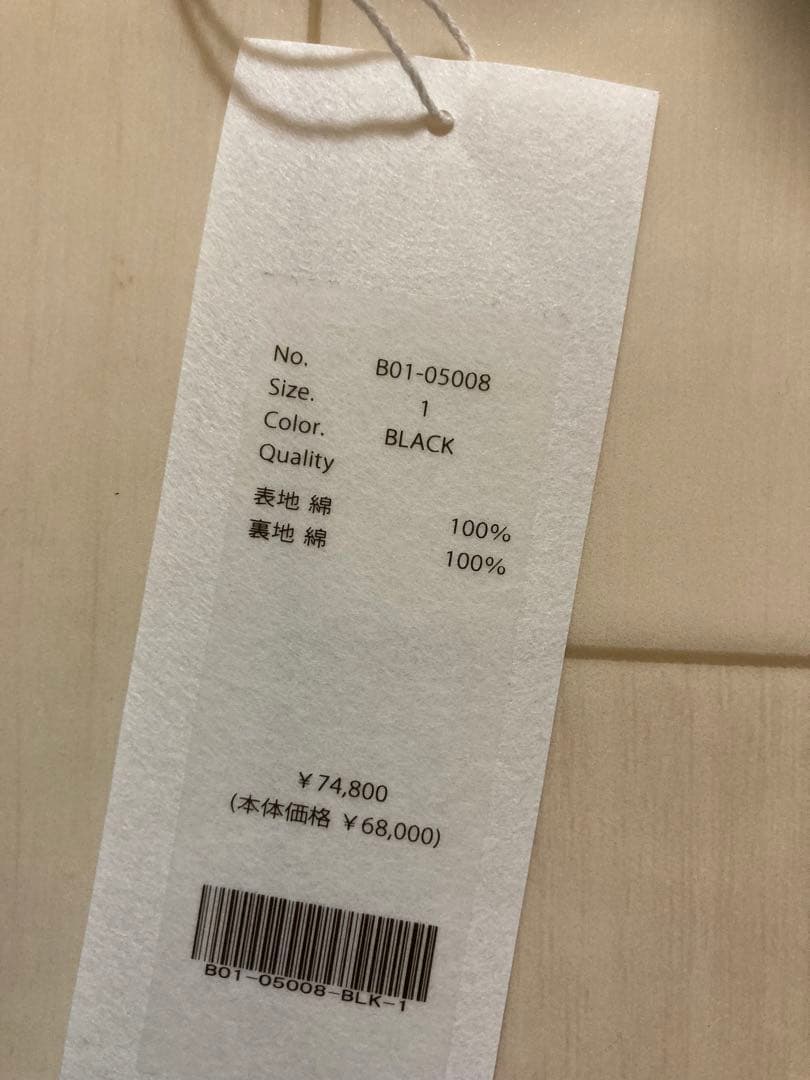 No. B01-05008
Size. 1
Color. BLACK
Quality
表地 綿 100%
裏地 綿 100%
¥74,800
(本体価格 ¥68,000)
B01-05008-BLK-1